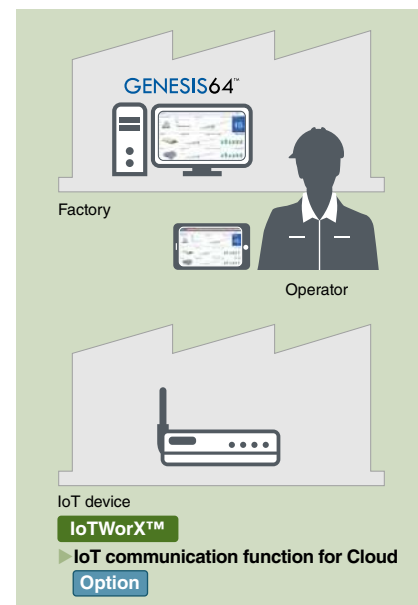 GENESIS64™
Factory
Operator
IoT device
IoTWorX™
▶IoT communication function for Cloud
Option